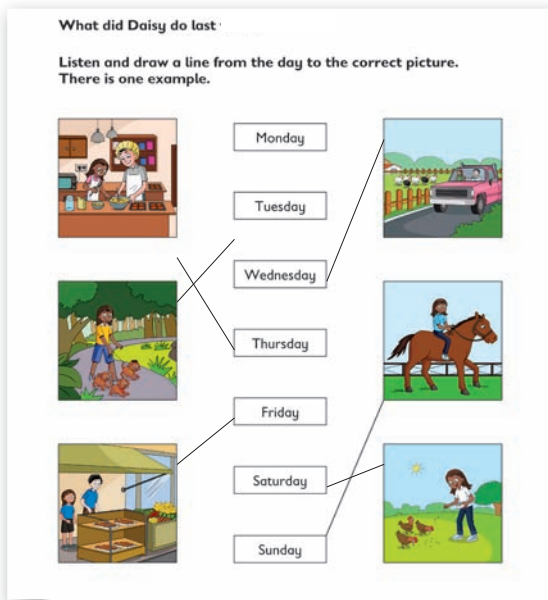 What did Daisy do last
Listen and draw a line from the day to the correct picture.
There is one example.
Monday
Tuesday
Wednesday
Thursday
Friday
Saturday
Sunday